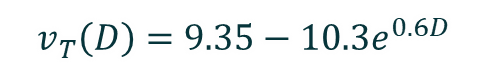 v_T(D) = 9.35 − 10.3e^{0.6D}